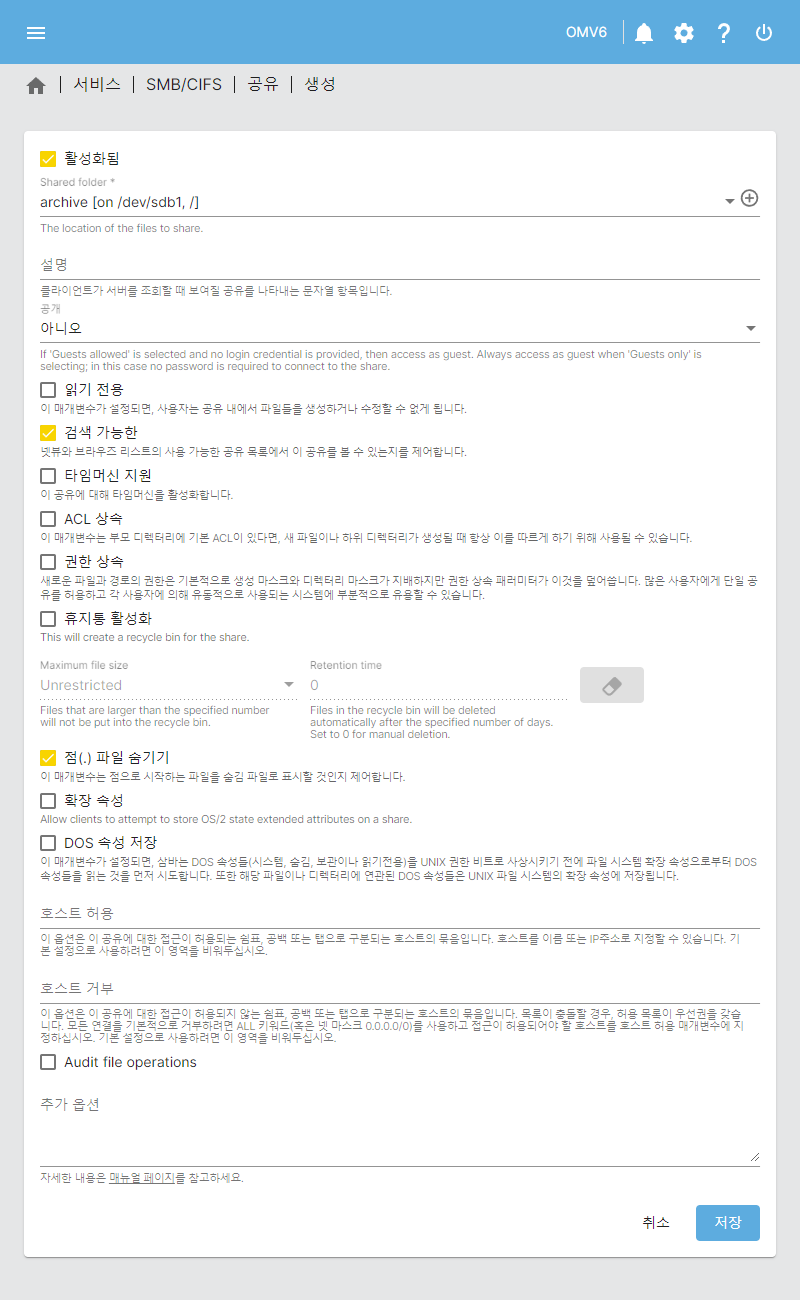 OMV6
서비스 | SMB/CIFS | 공유 | 생성
활성화됨
Shared folder *
archive [on /dev/sdb1, /]
The location of the files to share.
설명
클라이언트가 서버를 조회할 때 보여질 공유를 나타내는 문자열 항목입니다.
공개
아니오
If 'Guests allowed' is selected and no login credential is provided, then access as guest. Always access as guest when 'Guests only' is
selecting; in this case no password is required to connect to the share.
읽기 전용
이 매개변수가 설정되면, 사용자는 공유 내에서 파일들을 생성하거나 수정할 수 없게 됩니다.
검색 가능한
넷뷰와 브라우즈 리스트의 사용 가능한 공유 목록에서 이 공유를 볼 수 있는지를 제어합니다.
타임머신 지원
이 공유에 대해 타임머신을 활성화합니다.
ACL 상속
이 매개변수는 부모 디렉터리에 기본 ACL이 있다면, 새 파일이나 하위 디렉터리가 생성될 때 항상 이를 따르게 하기 위해 사용될 수 있습니다.
권한 상속
새로운 파일과 경로의 권한은 기본적으로 생성 마스크와 디렉터리 마스크가 지배하지만 권한 상속 패러미터가 이것을 덮어씁니다. 많은 사용자에게 단일 공
유를 허용하고 각 사용자에 의해 유동적으로 사용되는 시스템에 부분적으로 유용할 수 있습니다.
휴지통 활성화
This will create a recycle bin for the share.
Maximum file size
Unrestricted
Files that are larger than the specified number
will not be put into the recycle bin.
Retention time
0
Files in the recycle bin will be deleted
automatically after the specified number of days.
Set to 0 for manual deletion.
점(.) 파일 숨기기
이 매개변수는 점으로 시작하는 파일을 숨김 파일로 표시할 것인지 제어합니다.
확장 속성
Allow clients to attempt to store OS/2 state extended attributes on a share.
DOS 속성 저장
이 매개변수가 설정되면, 삼바는 DOS 속성들(시스템, 숨김, 보관이나 읽기전용)을 UNIX 권한 비트로 사상시키기 전에 파일 시스템 확장 속성으로부터 DOS
속성들을 읽는 것을 먼저 시도합니다. 또한 해당 파일이나 디렉터리에 연관된 DOS 속성들은 UNIX 파일 시스템의 확장 속성에 저장됩니다.
호스트 허용
이 옵션은 이 공유에 대한 접근이 허용되는 쉼표, 공백 또는 탭으로 구분되는 호스트의 묶음입니다. 호스트를 이름 또는 IP주소로 지정할 수 있습니다. 기
본 설정으로 사용하려면 이 영역을 비워두십시오.
호스트 거부
이 옵션은 이 공유에 대한 접근이 허용되지 않는 쉼표, 공백 또는 탭으로 구분되는 호스트의 묶음입니다. 목록이 충돌할 경우, 허용 목록이 우선권을 갖습
니다. 모든 연결을 기본적으로 거부하려면 ALL 키워드(혹은 넷 마스크 0.0.0.0/0)를 사용하고 접근이 허용되어야 할 호스트를 호스트 허용 매개변수에 지
정하십시오. 기본 설정으로 사용하려면 이 영역을 비워두십시오.
Audit file operations
추가 옵션
자세한 내용은 매뉴얼 페이지를 참고하세요.
취소
저장